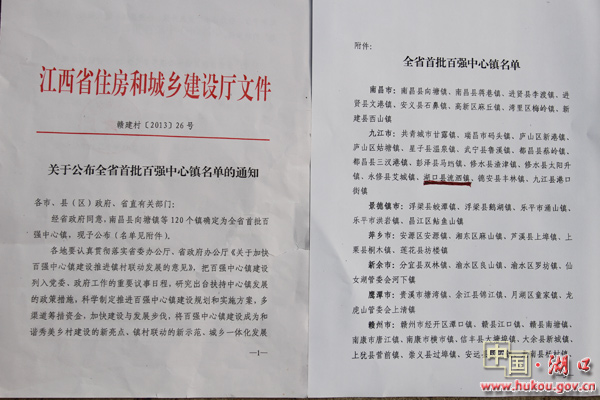 江西省住房和城乡建设厅文件
赣建村〔2013〕26号
关于公布全省首批百强中心镇名单的通知
各市、县(区)政府、省直有关部门:
经省政府同意,南昌县向塘镇等120个镇确定为全省首批百
强中心镇,现予公布(名单见附件)。
各地要认真贯彻落实省委办公厅、省政府办公厅《关于加快
百强中心镇建设推进镇村联动发展的意见》,把百强中心镇建设
列入党委、政府工作的重要议事日程,研究出台扶持中心镇发展
的政策措施,科学制定推进百强中心镇建设规划和实施方案,多
渠道筹措资金,加快建设与发展步伐,将百强中心镇建设成为和
谐秀美乡村建设的新亮点、镇村联动的新示范、城乡一体化发展
—1—
附件:
全省首批百强中心镇名单
南昌市:南昌县向塘镇、南昌县蒋巷镇、进贤县李渡镇、进
贤县文港镇、安义县石鼻镇、高新区麻丘镇、湾里区梅岭镇、新
建县西山镇
九江市:共青城市甘露镇、瑞昌市码头镇、庐山区新港镇、
庐山区姑塘镇、星子县温泉镇、武宁县鲁溪镇、都昌县蔡岭镇、
都昌县三汊港镇、彭泽县马当镇、修水县渣津镇、修水县太阳升
镇、永修县艾城镇、湖口县流泗镇、德安县丰林镇、九江县港口
街镇
景德镇市:浮梁县蛟潭镇、浮梁县鹅湖镇、乐平市涌山镇、
乐平市洪岩镇、昌江区鲇鱼山镇
萍乡市:安源区安源镇、湘东区麻山镇、芦溪县上埠镇、上
栗县桐木镇、莲花县坊楼镇
新余市:分宜县双林镇、渝水区良山镇、渝水区罗坊镇、仙
女湖管委会河下镇
鹰潭市:贵溪市塘湾镇、余江县锦江镇、月湖区童家镇、龙
虎山管委会上清镇
赣州市:赣州市经开区潭口镇、赣县江口镇、赣县南塘镇、
南康市唐江镇、南康市横市镇、信丰县大塘埠镇、大余县新城镇、
上犹县营前镇、崇义县过埠镇、安远
中国·湖口
www.hukou.gov.cn